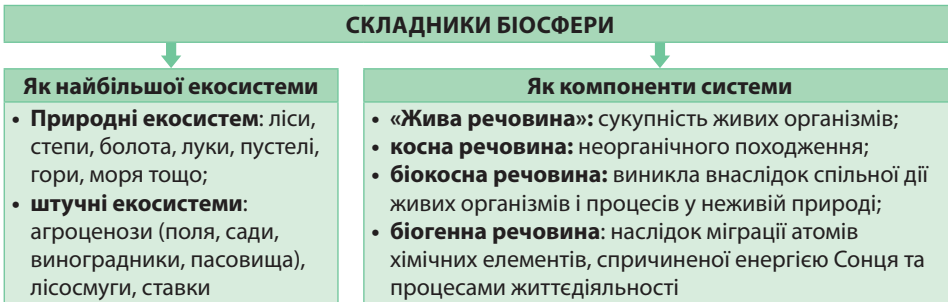 СКЛАДНИКИ БІОСФЕРИ
Як найбільшої екосистеми
• Природні екосистем: ліси,
степи, болота, луки, пустелі,
гори, моря тощо;
• штучні екосистеми:
агроценози (поля, сади,
виноградники, пасовища),
лісосмуги, ставки
Як компоненти системи
• «Жива речовина»: сукупність живих організмів;
• косна речовина: неорганічного походження;
• біокосна речовина: виникла внаслідок спільної дії
живих організмів і процесів у неживій природі;
• біогенна речовина: наслідок міграції атомів
хімічних елементів, спричиненої енергією Сонця та
процесами життєдіяльності